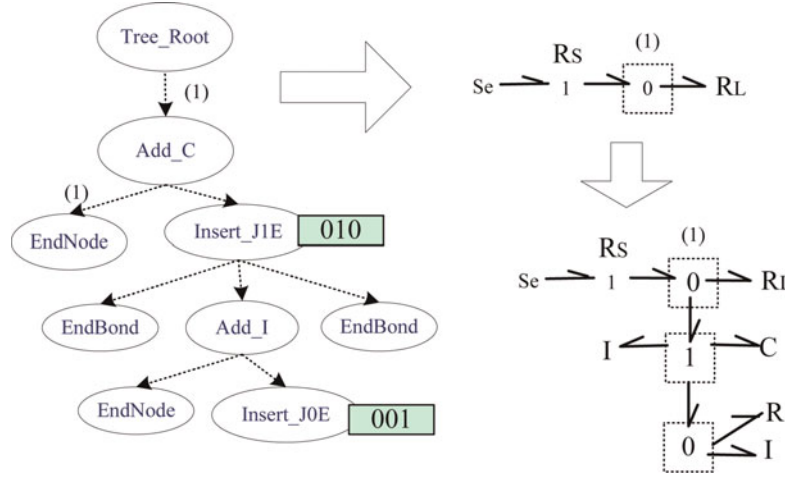 Tree_Root
(1)
Add_C
(1)
EndNode
Insert_J1E
010
EndBond
Add_I
EndBond
EndNode
Insert_J0E
001
RS
(1)
Se
1
0
RL
RS
(1)
Se
1
0
I
1
C
R
0
I